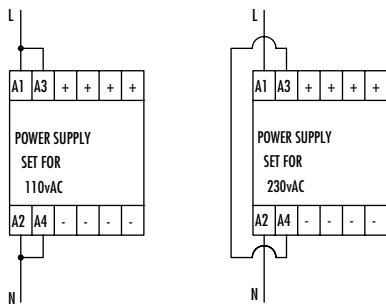 L
A1 A3 + + + +
POWER SUPPLY
SET FOR
110vAC
A2 A4 - - - -
N
L
A1 A3 + + + +
POWER SUPPLY
SET FOR
230vAC
A2 A4 - - - -
N